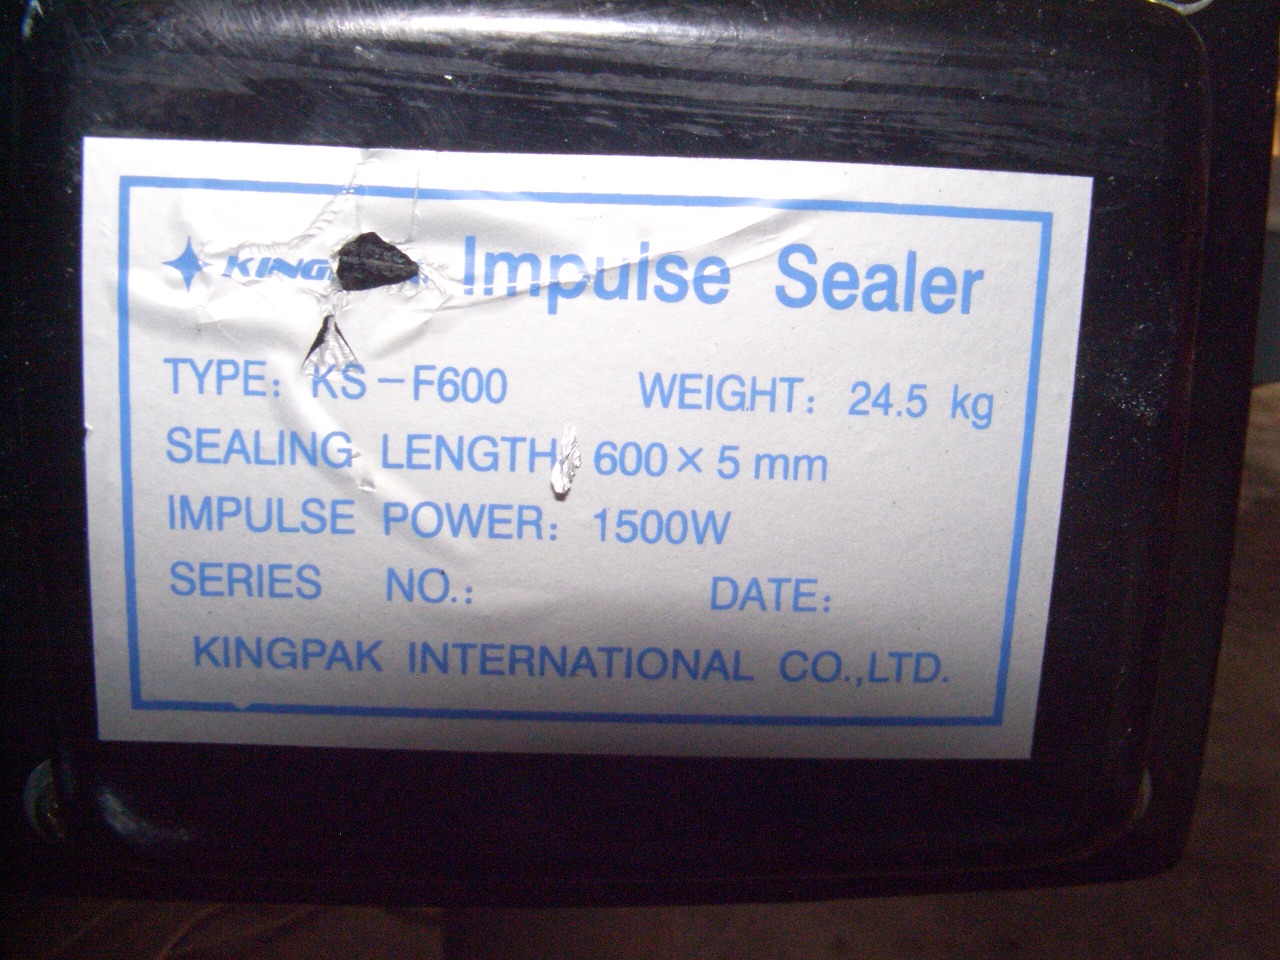 KING Impulse Sealer
TYPE: KS-F600 WEIGHT: 24.5 kg
SEALING LENGTH: 600×5 mm
IMPULSE POWER: 1500W
SERIES NO.: DATE:
KINGPAK INTERNATIONAL CO.,LTD.